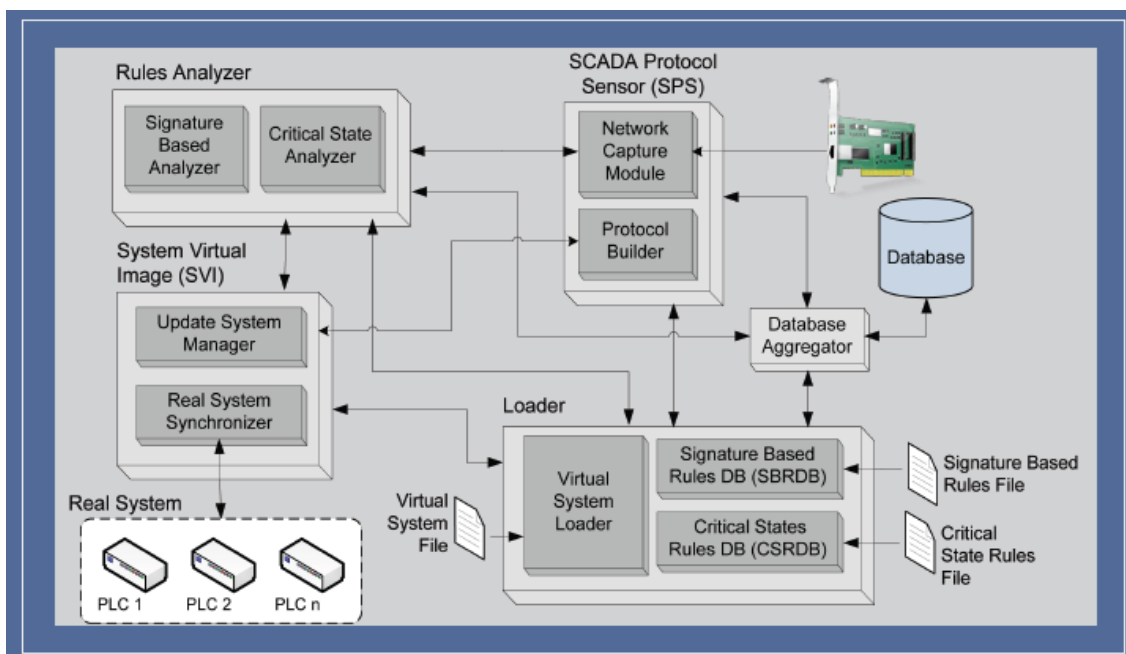 Rules Analyzer
Signature
Based
Analyzer
Critical State
Analyzer
SCADA Protocol
Sensor (SPS)
Network
Capture
Module
Protocol
Builder
Database
System Virtual
Image (SVI)
Update System
Manager
Real System
Synchronizer
Database
Aggregator
Loader
Virtual
System
Loader
Signature Based
Rules DB (SBRDB)
Critical States
Rules DB (CSRDB)
Signature Based
Rules File
Critical
State Rules
File
Virtual
System
File
Real System
PLC 1
PLC 2
PLC n